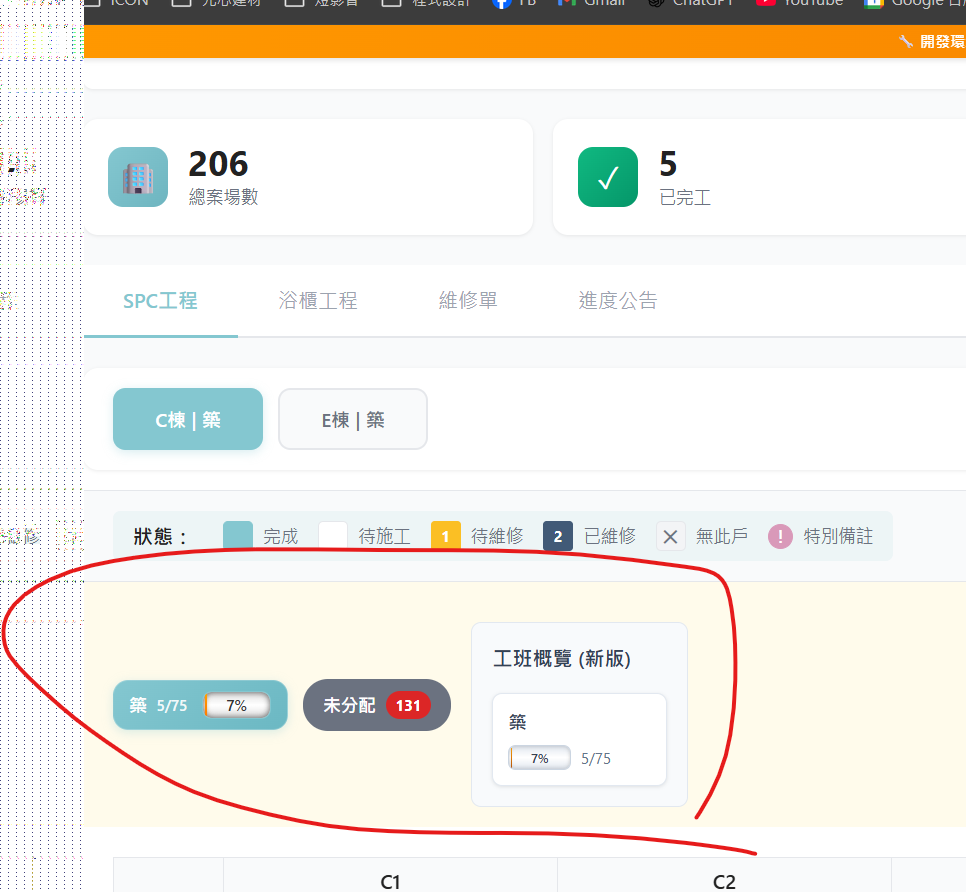 ICON
元心建材
短影音
程式設計
FB
Gmail
ChatGPT
YouTube
Google 日
開發環
206
總案場數
✓
5
已完工
SPC工程
浴櫃工程
維修單
進度公告
C棟 | 築
E棟 | 築
狀態：
完成
待施工
1
待維修
2
已維修
✕
無此戶
!
特別備註
築 5/75 7%
未分配 131
工班概覽 (新版)
築
7% 5/75
C1
C2